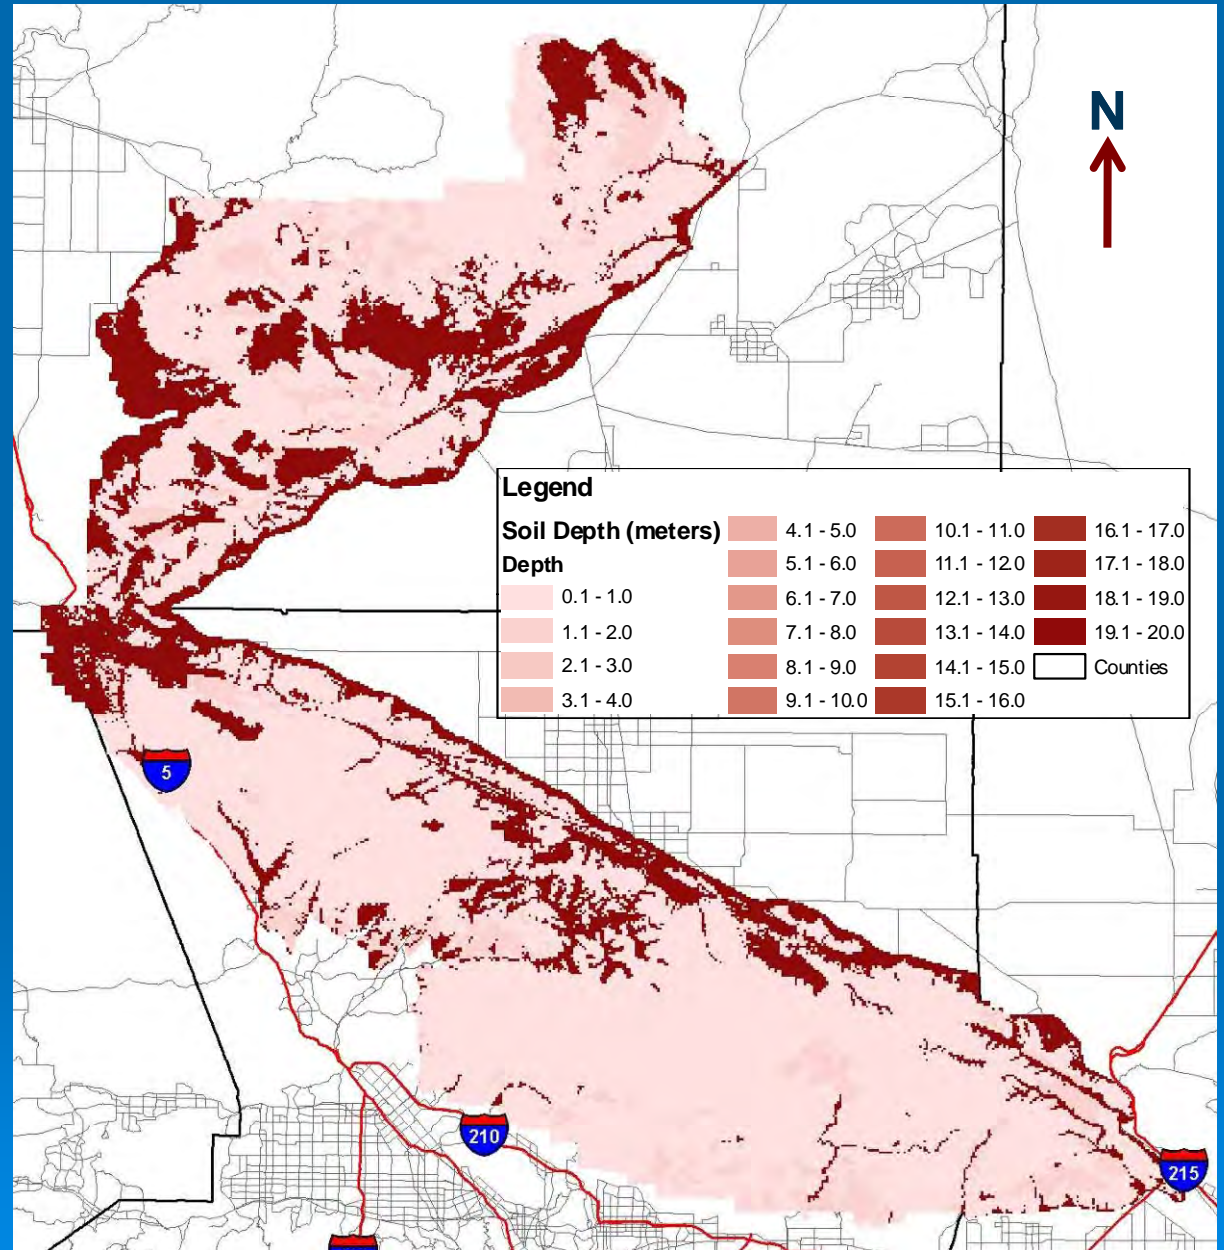 N
Legend
Soil Depth (meters)
Depth
0.1 - 1.0
1.1 - 2.0
2.1 - 3.0
3.1 - 4.0
4.1 - 5.0
5.1 - 6.0
6.1 - 7.0
7.1 - 8.0
8.1 - 9.0
9.1 - 10.0
10.1 - 11.0
11.1 - 12.0
12.1 - 13.0
13.1 - 14.0
14.1 - 15.0
15.1 - 16.0
16.1 - 17.0
17.1 - 18.0
18.1 - 19.0
19.1 - 20.0
Counties
5
210
215